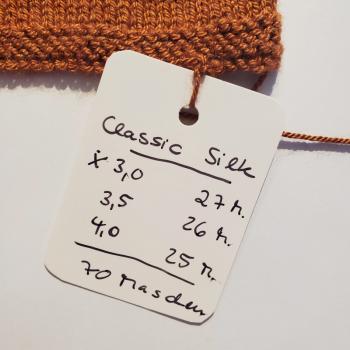 Classic Silk
x 3,0 27 M.
3,5 26 M.
4,0 25 M.
70 Maschen